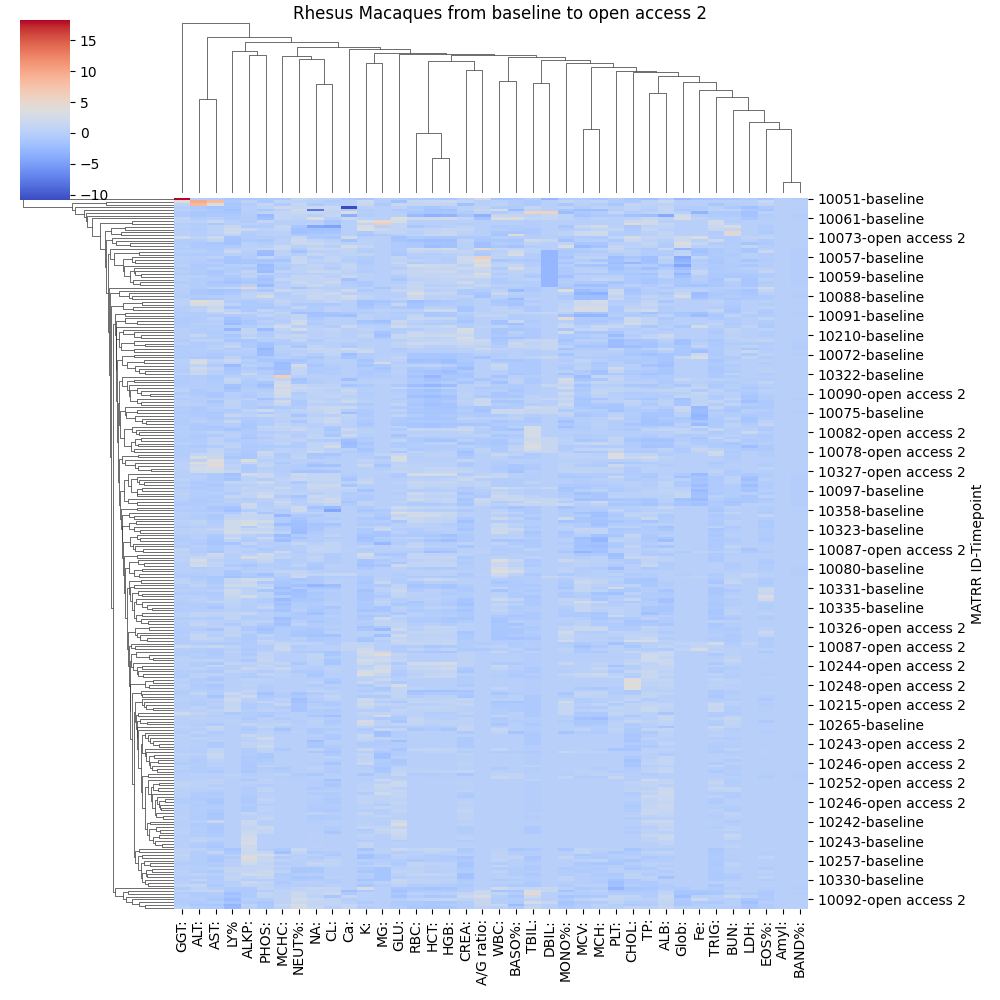 Rhesus Macaques from baseline to open access 2
15
10
5
0
−5
−10
10051-baseline
10061-baseline
10073-open access 2
10057-baseline
10059-baseline
10088-baseline
10091-baseline
10210-baseline
10072-baseline
10322-baseline
10090-open access 2
10075-baseline
10082-open access 2
10078-open access 2
10327-open access 2
10097-baseline
10358-baseline
10323-baseline
10087-open access 2
10080-baseline
10331-baseline
10335-baseline
10326-open access 2
10087-open access 2
10244-open access 2
10248-open access 2
10215-open access 2
10265-baseline
10243-open access 2
10246-open access 2
10252-open access 2
10246-open access 2
10242-baseline
10243-baseline
10257-baseline
10330-baseline
10092-open access 2
MATRR ID-Timepoint
GGT:
ALT:
AST:
LY%
ALKP:
PHOS:
MCHC:
NEUT%:
NA:
CL:
Ca:
K:
MG:
GLU:
RBC:
HCT:
HGB:
CREA:
A/G ratio:
WBC:
BASO%:
TBIL:
DBIL:
MONO%:
MCV:
MCH:
PLT:
CHOL:
TP:
ALB:
Glob:
Fe:
TRIG:
BUN:
LDH:
EOS%:
Amyl:
BAND%: